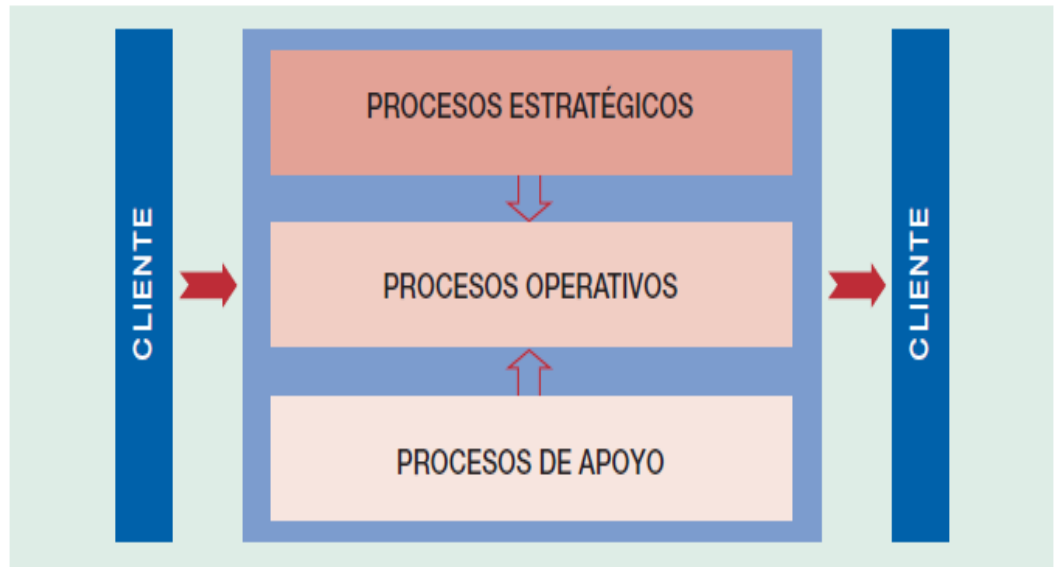 CLIENTE
PROCESOS ESTRATÉGICOS
PROCESOS OPERATIVOS
PROCESOS DE APOYO
CLIENTE